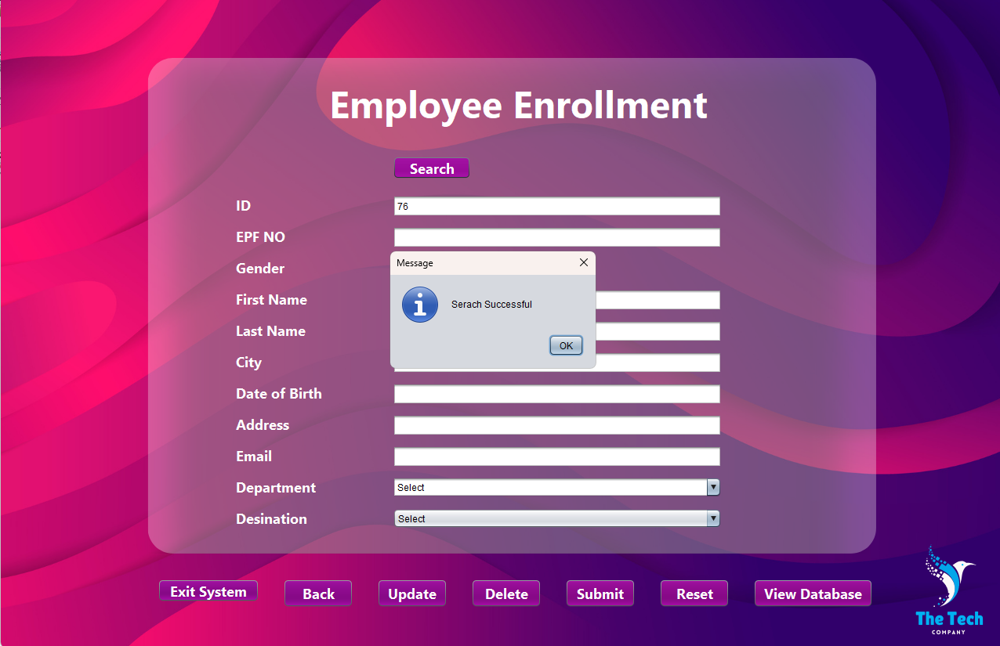 Employee Enrollment
Search
ID
76
EPF NO
Gender
Message
Serach Successful
OK
First Name
Last Name
City
Date of Birth
Address
Email
Department
Select
Desination
Select
Exit System
Back
Update
Delete
Submit
Reset
View Database
The Tech
COMPANY